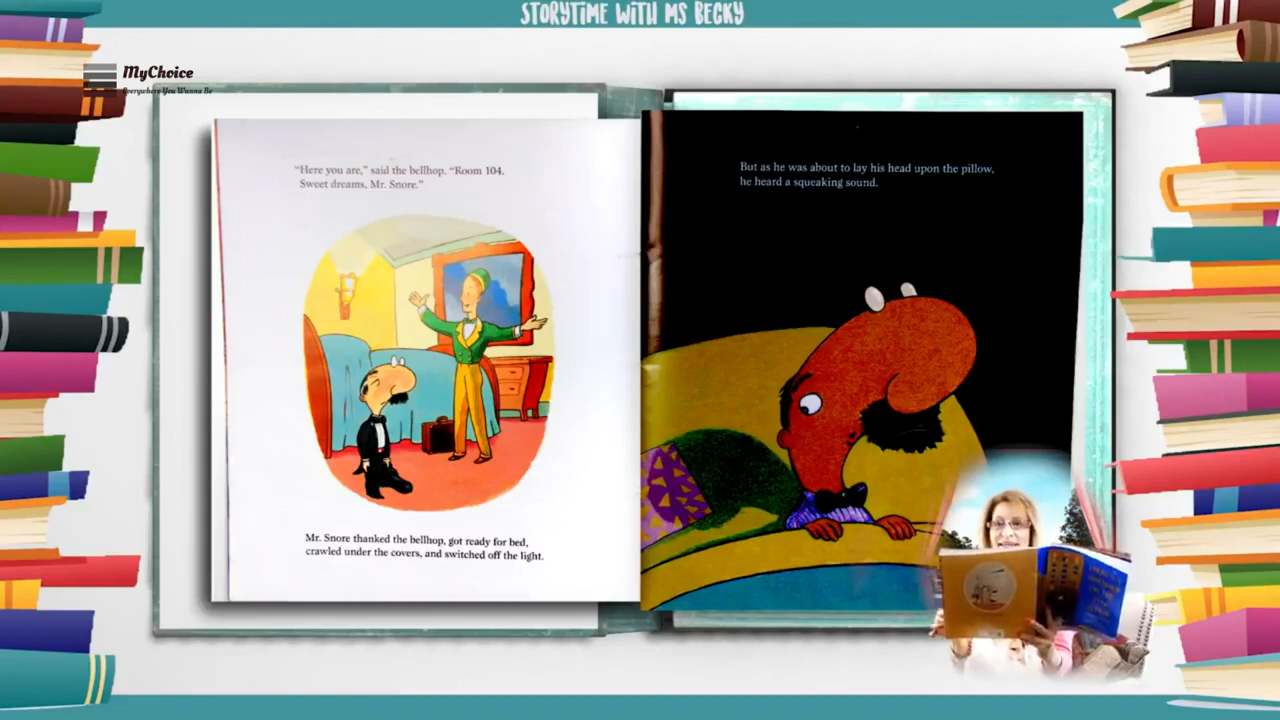 STORYTIME WITH MS BECKY
MyChoice
Everywhere You Wanna Be
“Here you are,” said the bellhop. “Room 104.
Sweet dreams, Mr. Snore.”
Mr. Snore thanked the bellhop, got ready for bed,
crawled under the covers, and switched off the light.
But as he was about to lay his head upon the pillow,
he heard a squeaking sound.